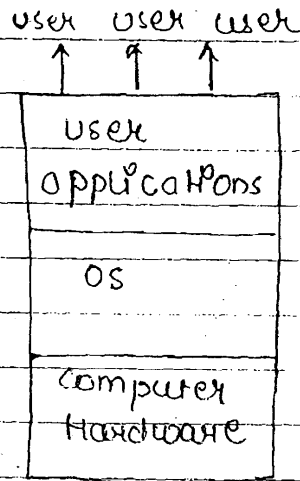 user user user
user
applications
OS
computer
Hardware